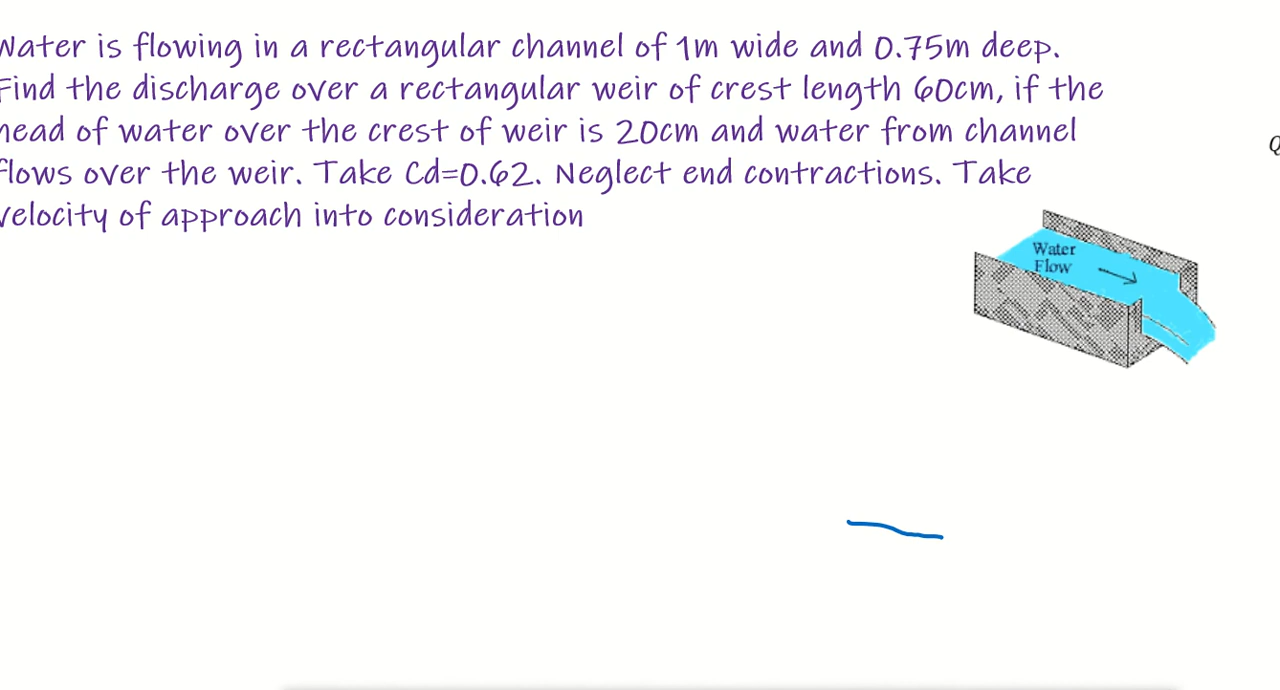 Water is flowing in a rectangular channel of 1m wide and 0.75m deep.
Find the discharge over a rectangular weir of crest length 60cm, if the
head of water over the crest of weir is 20cm and water from channel
flows over the weir. Take Cd=0.62. Neglect end contractions. Take
velocity of approach into consideration
Q
Water
Flow